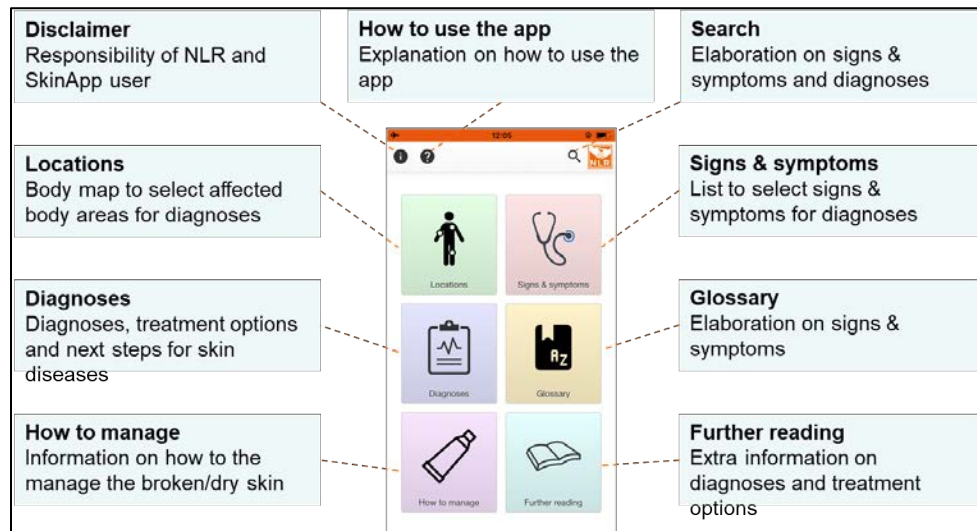 Disclaimer
Responsibility of NLR and
SkinApp user
How to use the app
Explanation on how to use the
app
Search
Elaboration on signs &
symptoms and diagnoses
12:05
NLR
Locations
Body map to select affected
body areas for diagnoses
Signs & symptoms
List to select signs &
symptoms for diagnoses
Locations
Signs & symptoms
Diagnoses
Diagnoses, treatment options
and next steps for skin
diseases
Glossary
Elaboration on signs &
symptoms
AZ
Diagnoses
Glossary
How to manage
Information on how to the
manage the broken/dry skin
Further reading
Extra information on
diagnoses and treatment
options
How to manage
Further reading